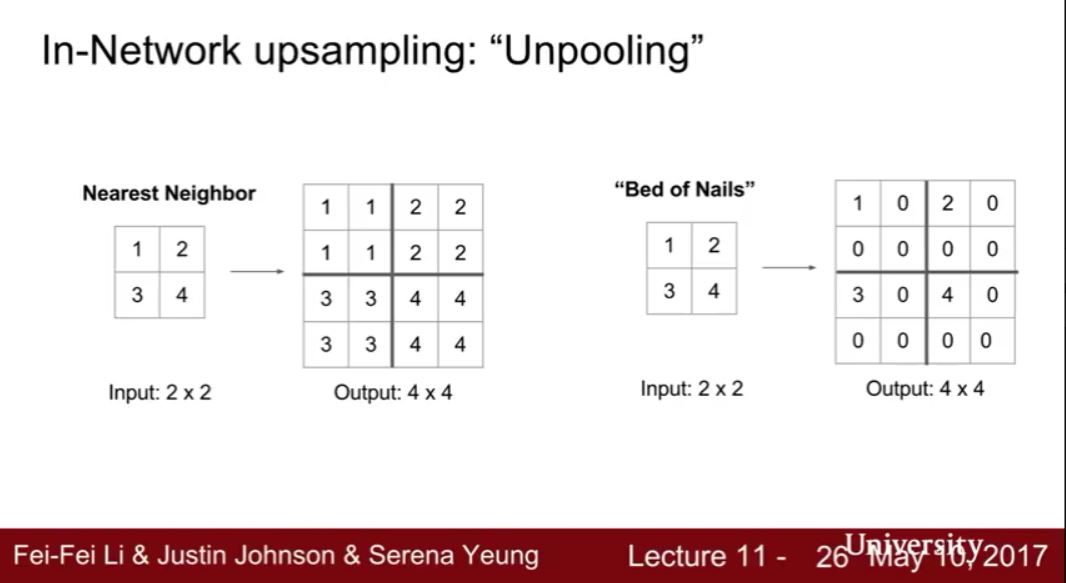 In-Network upsampling: “Unpooling”
Nearest Neighbor
1 2
3 4
Input: 2 x 2
1 1 2 2
1 1 2 2
3 3 4 4
3 3 4 4
Output: 4 x 4
“Bed of Nails”
1 2
3 4
Input: 2 x 2
1 0 2 0
0 0 0 0
3 0 4 0
0 0 0 0
Output: 4 x 4
Fei-Fei Li & Justin Johnson & Serena Yeung
Lecture 11 - 26 May 10, 2017
University